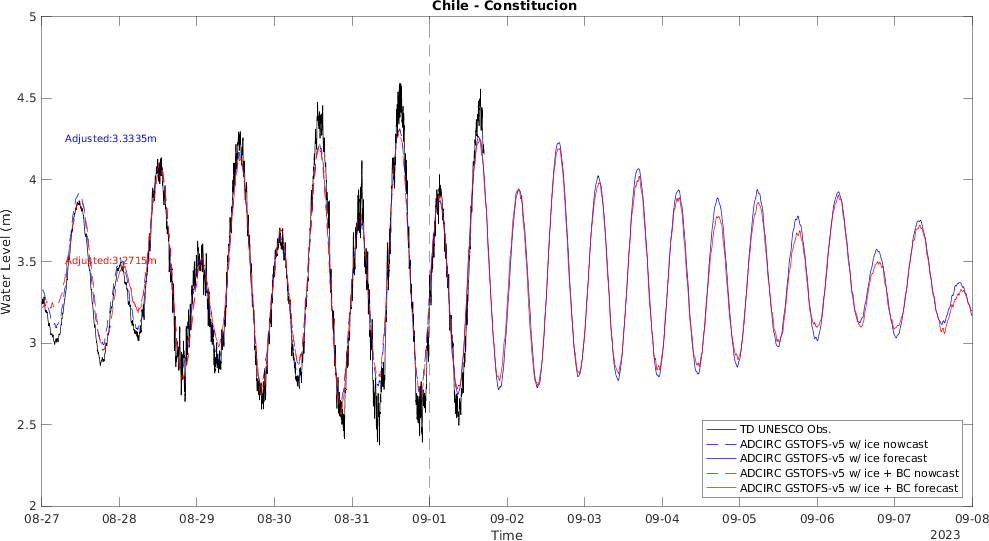 Chile - Constitucion
Water Level (m)
5
4.5
4
3.5
3
2.5
2
Adjusted:3.3335m
Adjusted:3.2715m
TD UNESCO Obs.
ADCIRC GSTOFS-v5 w/ ice nowcast
ADCIRC GSTOFS-v5 w/ ice forecast
ADCIRC GSTOFS-v5 w/ ice + BC nowcast
ADCIRC GSTOFS-v5 w/ ice + BC forecast
08-27 08-28 08-29 08-30 08-31 09-01 09-02 09-03 09-04 09-05 09-06 09-07 09-08
Time
2023